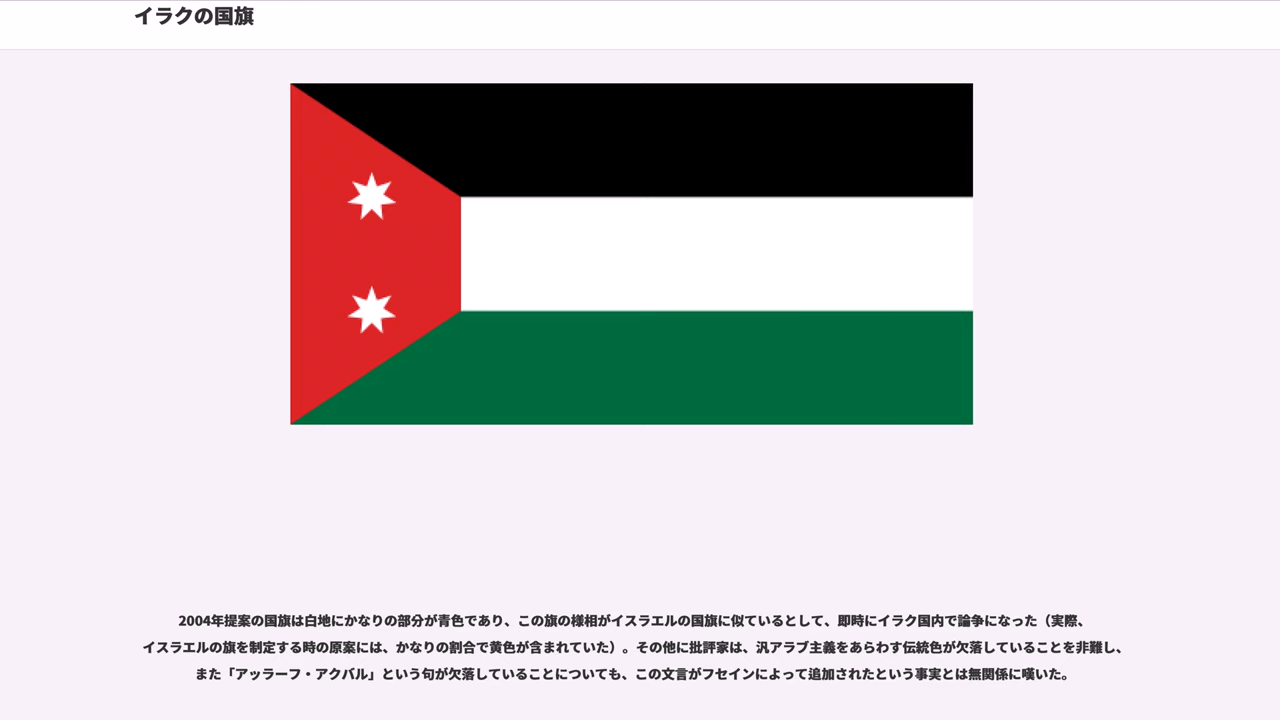 イラクの国旗
2004年提案の国旗は白地にかなりの部分が青色であり、この旗の様相がイスラエルの国旗に似ているとして、即時にイラク国内で論争になった（実際、
イスラエルの旗を制定する時の原案には、かなりの割合で黄色が含まれていた）。その他に批評家は、汎アラブ主義をあらわす伝統色が欠落していることを非難し、
また「アッラーフ・アクバル」という句が欠落していることについても、この文言がフセインによって追加されたという事実とは無関係に嘆いた。